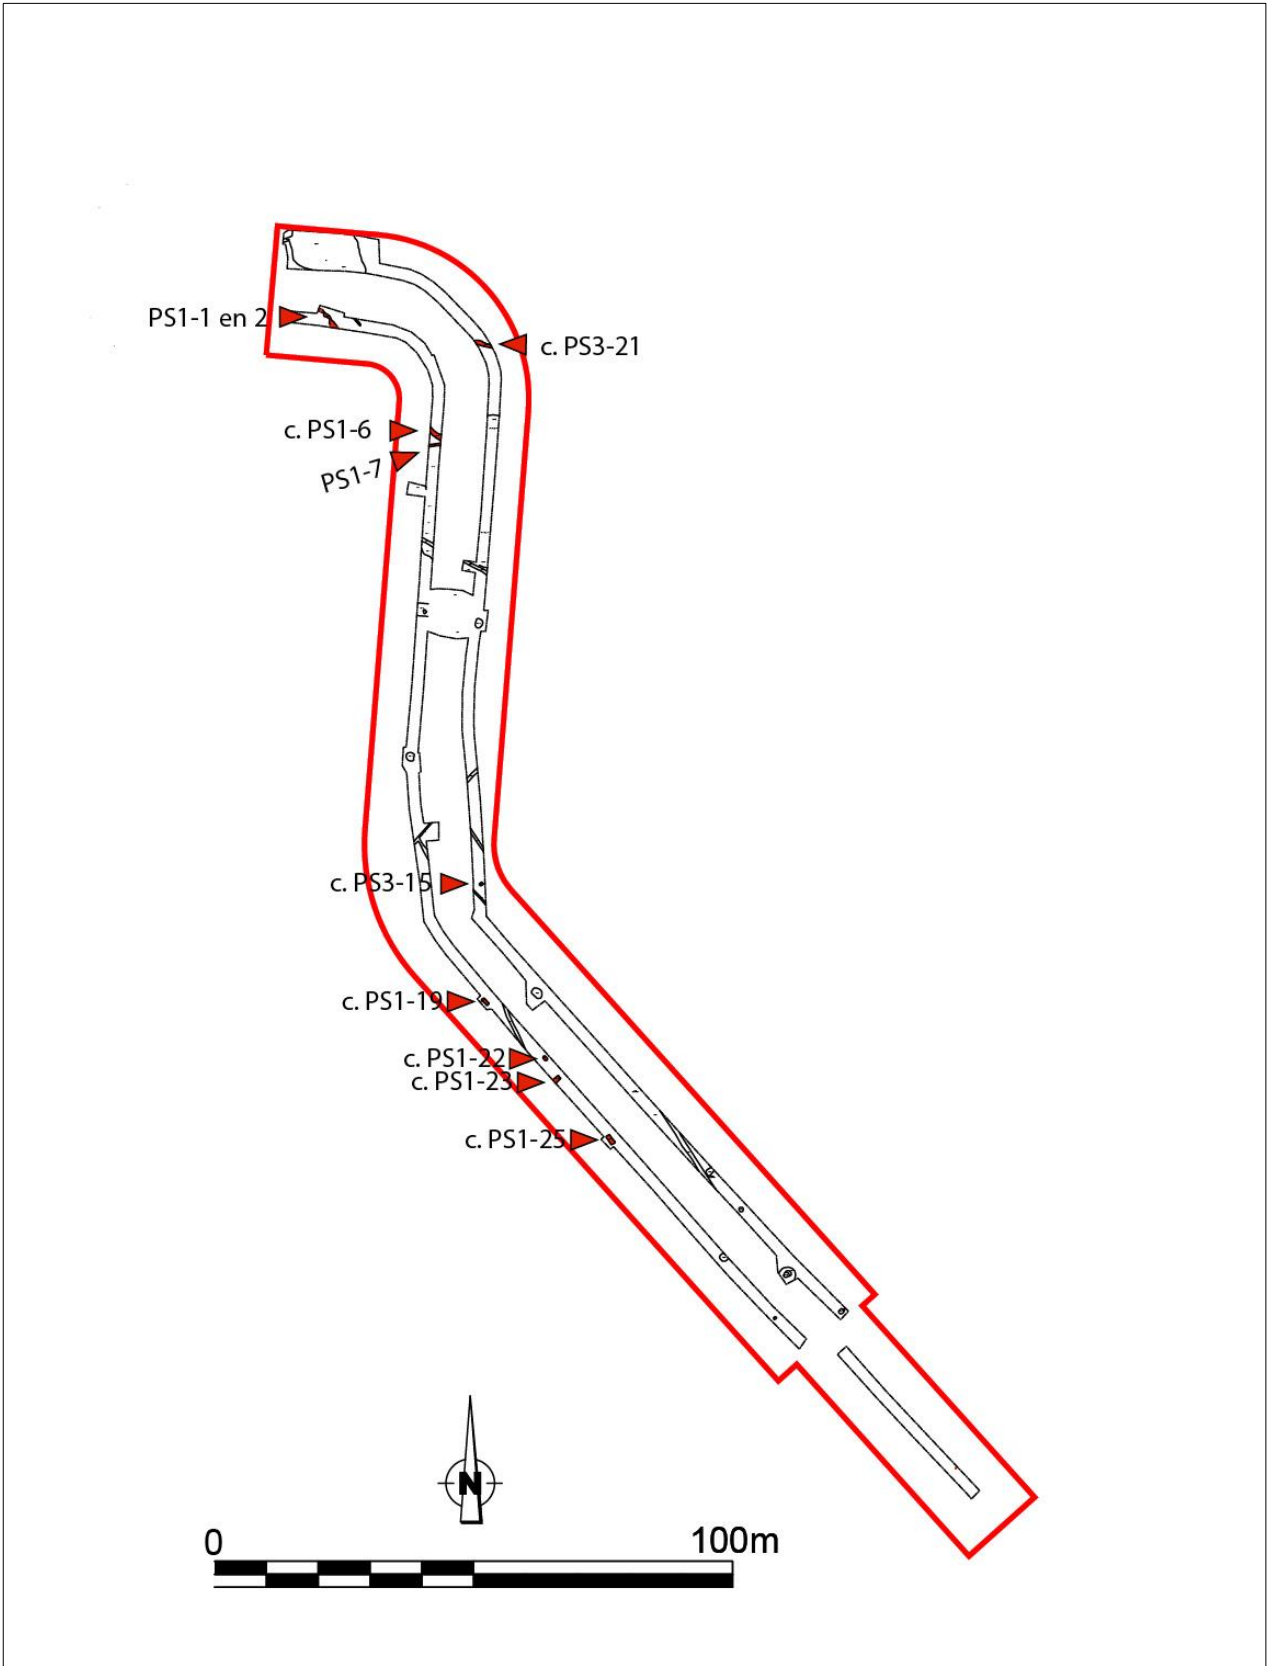 PS1-1 en 2
c. PS3-21
c. PS1-6
PS1-7
c. PS3-15
c. PS1-19
c. PS1-22
c. PS1-23
c. PS1-25
N
0 100m